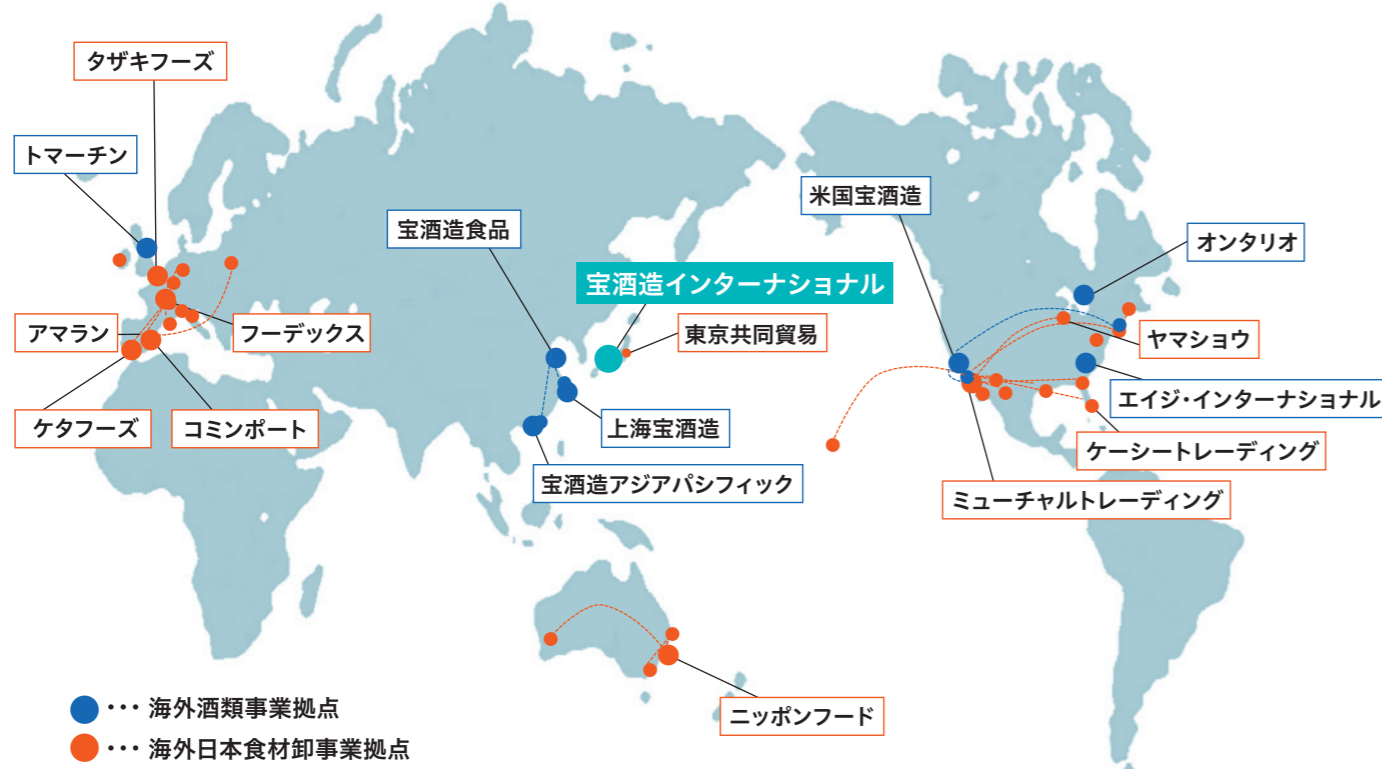 タザキフーズ
トマーチン
米国宝酒造
宝酒造食品
オンタリオ
宝酒造インターナショナル
アマラン
フーデックス
東京共同貿易
ヤマショウ
エイジ・インターナショナル
ケタフーズ
コミンポート
上海宝酒造
ケーシートレーディング
宝酒造アジアパシフィック
ミューチャルトレーディング
ニッポンフード
・・・ 海外酒類事業拠点
・・・ 海外日本食材卸事業拠点